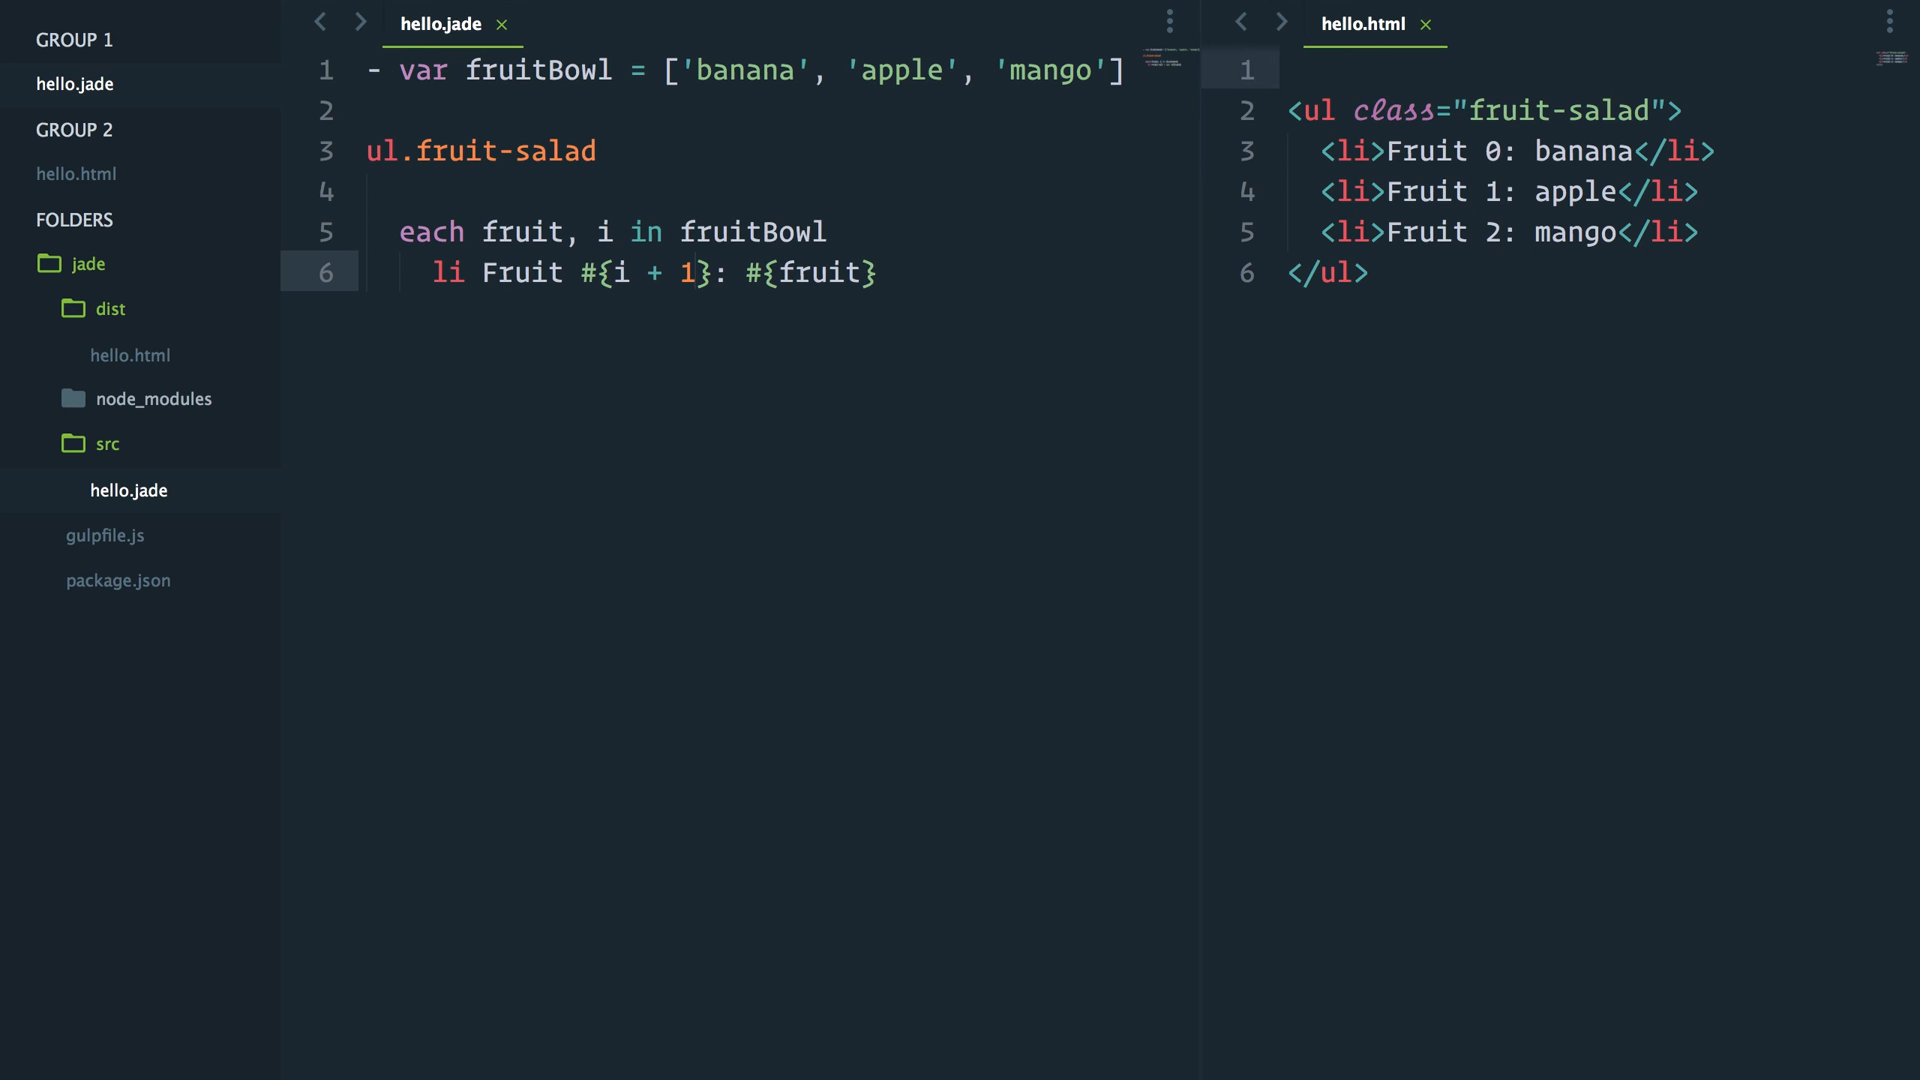 GROUP 1
hello.jade
GROUP 2
hello.html
FOLDERS
jade
dist
hello.html
node_modules
src
hello.jade
gulpfile.js
package.json
hello.jade ×
1 - var fruitBowl = ['banana', 'apple', 'mango']
2
3 ul.fruit-salad
4
5 each fruit, i in fruitBowl
6 li Fruit #{i + 1}: #{fruit}
hello.html ×
1
2 <ul class="fruit-salad">
3 <li>Fruit 0: banana</li>
4 <li>Fruit 1: apple</li>
5 <li>Fruit 2: mango</li>
6 </ul>